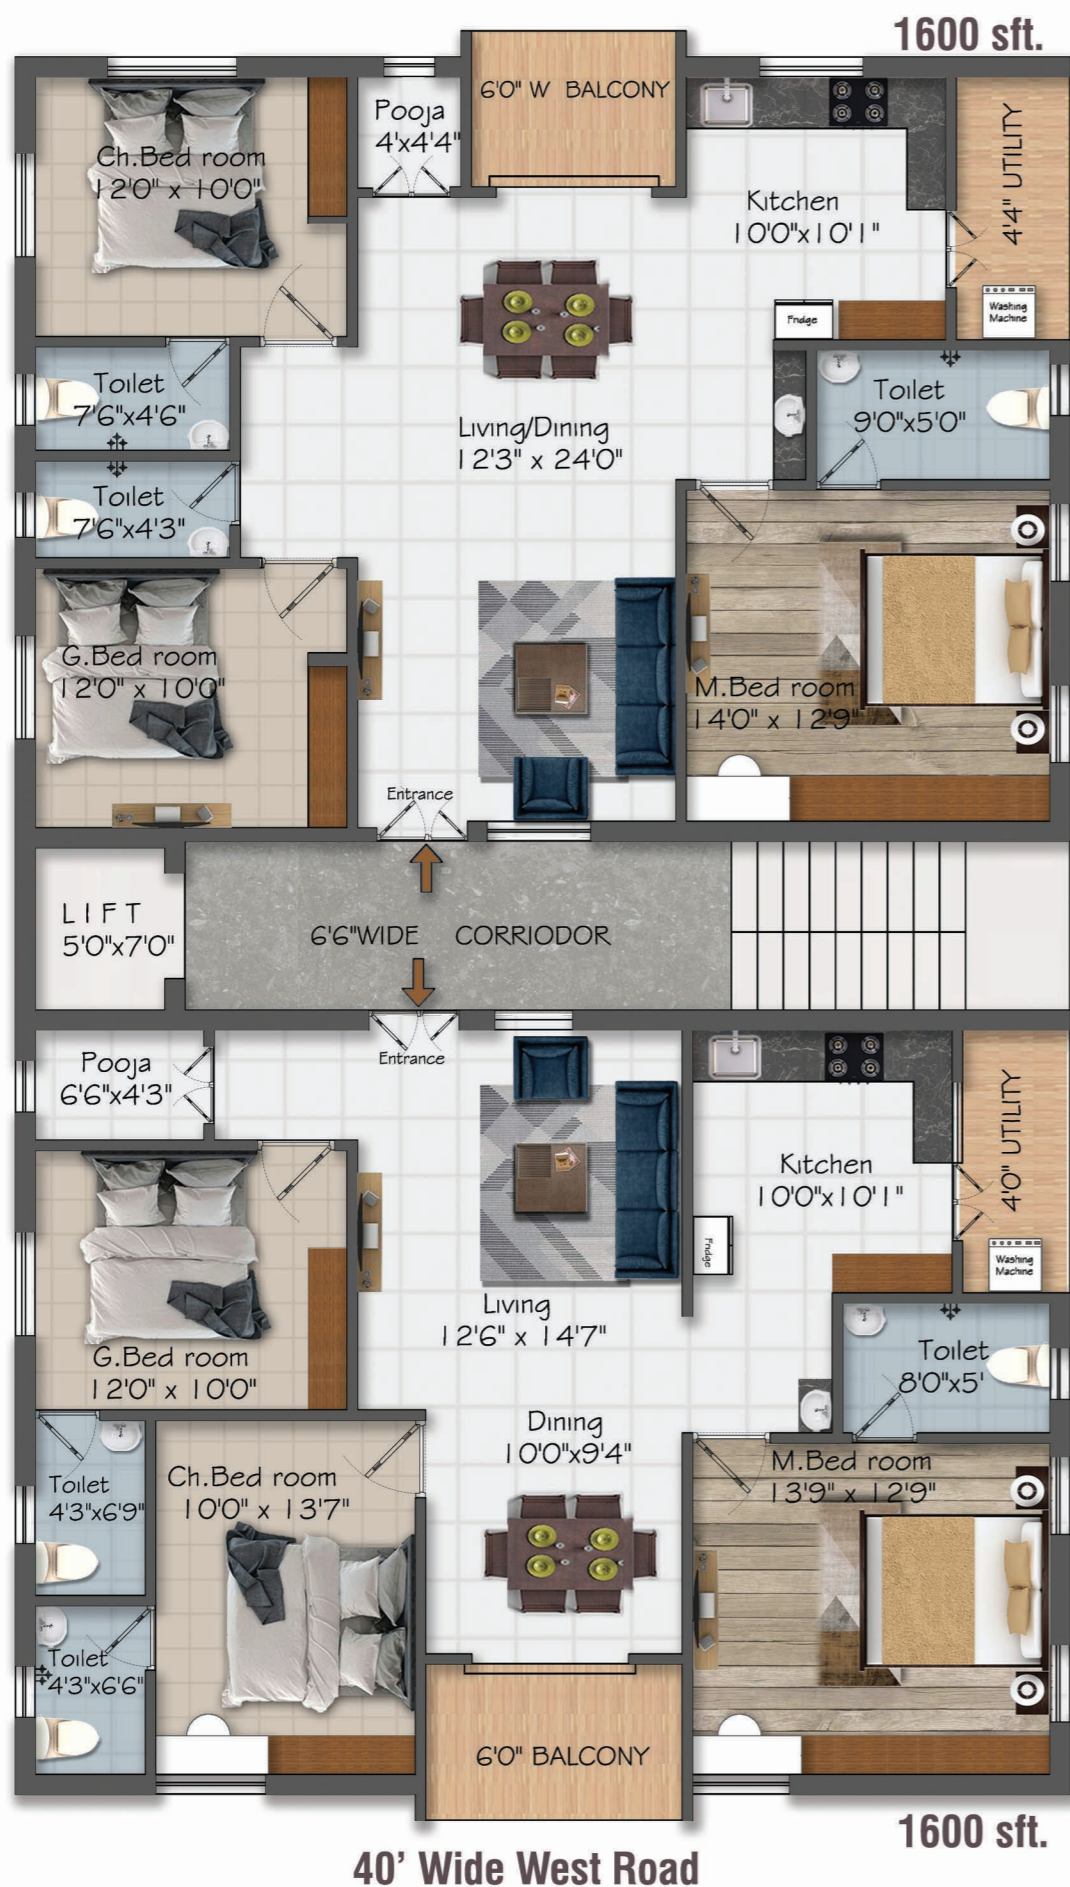 1600 sft.
6'0" W BALCONY
Pooja
4'x4'4"
Ch.Bed room
12'0" x 10'0"
4'4" UTILITY
Kitchen
10'0"x10'1"
Washing
Machine
Fridge
Toilet
7'6"x4'6"
Toilet
9'0"x5'0"
Living/Dining
12'3" x 24'0"
Toilet
7'6"x4'3"
G.Bed room
12'0" x 10'0"
M.Bed room
14'0" x 12'9"
Entrance
LIFT
5'0"x7'0"
6'6"WIDE CORRIODOR
Entrance
Pooja
6'6"x4'3"
4'0" UTILITY
Kitchen
10'0"x10'1"
Fridge
Washing
Machine
Living
12'6" x 14'7"
G.Bed room
12'0" x 10'0"
Toilet
8'0"x5'
Dining
10'0"x9'4"
Ch.Bed room
10'0" x 13'7"
M.Bed room
13'9" x 12'9"
Toilet
4'3"x6'9"
Toilet
4'3"x6'6"
6'0" BALCONY
1600 sft.
40’ Wide West Road